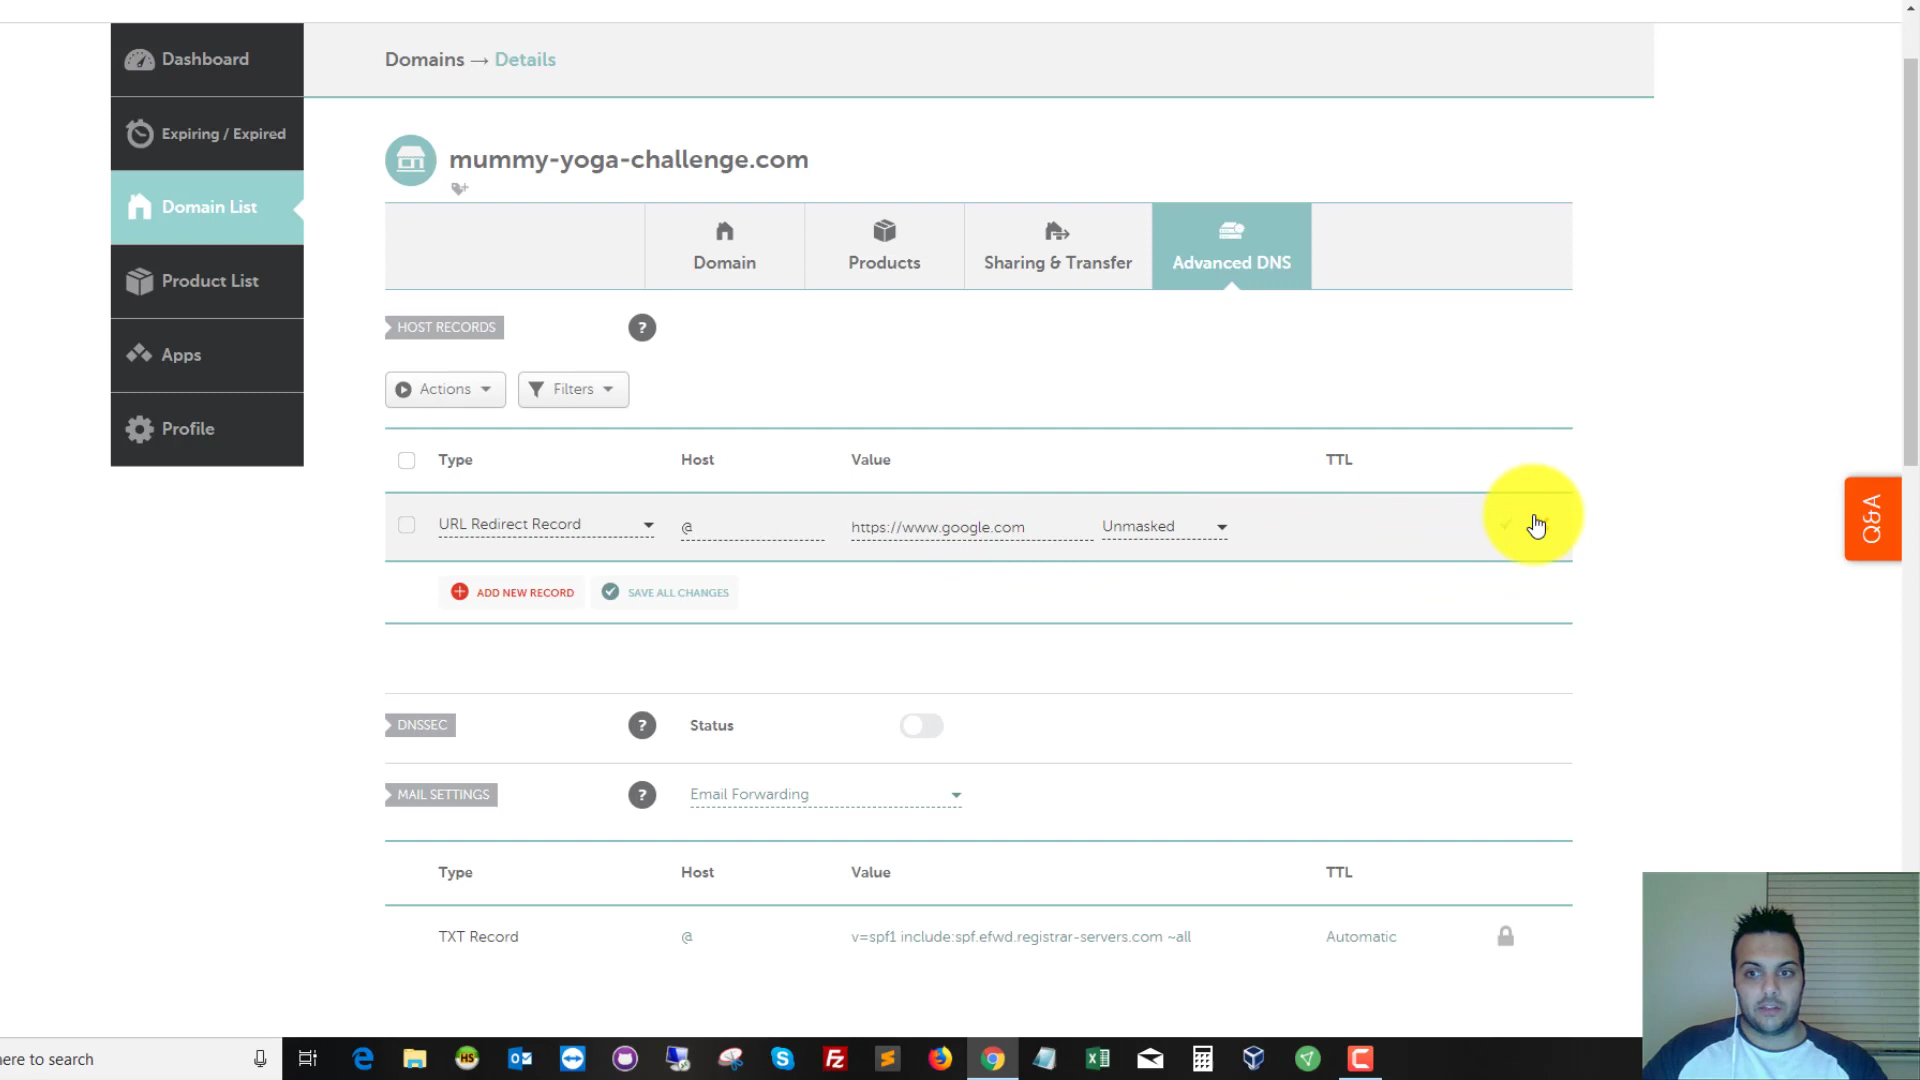 Dashboard
Domains → Details
Expiring / Expired
mummy-yoga-challenge.com
Domain List
Domain
Products
Sharing & Transfer
Advanced DNS
Product List
HOST RECORDS
?
Apps
Actions
Filters
Profile
Type
Host
Value
TTL
URL Redirect Record
@
https://www.google.com
Unmasked
Q&A
ADD NEW RECORD
SAVE ALL CHANGES
DNSSEC
?
Status
MAIL SETTINGS
?
Email Forwarding
Type
Host
Value
TTL
TXT Record
@
v=spf1 include:spf.efwd.registrar-servers.com ~all
Automatic
here to search